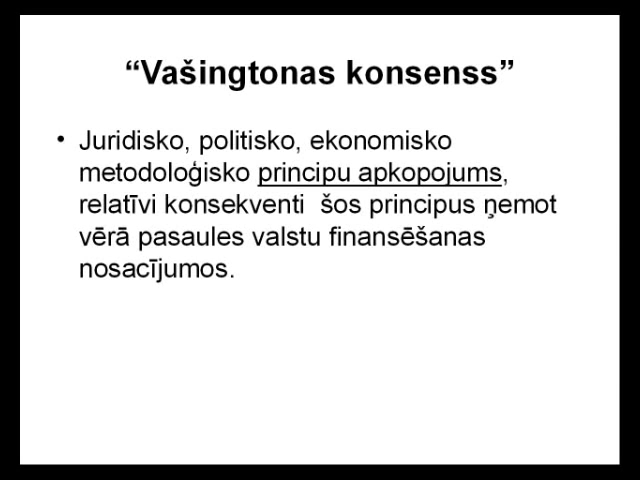 “Vašingtonas konsenss”
• Juridisko, politisko, ekonomisko
metodoloģisko principu apkopojums,
relatīvi konsekventi  šos principus ņemot
vērā pasaules valstu finansēšanas
nosacījumos.